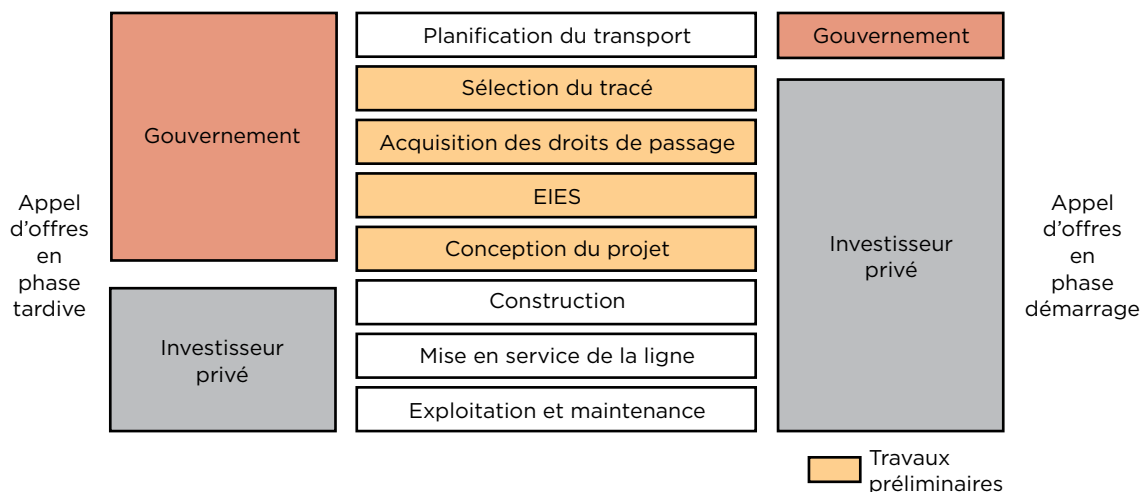 Appel
d'offres
en
phase
tardive
Gouvernement
Investisseur
privé
Planification du transport
Sélection du tracé
Acquisition des droits de passage
EIES
Conception du projet
Construction
Mise en service de la ligne
Exploitation et maintenance
Gouvernement
Investisseur
privé
Appel
d'offres
en
phase
démarrage
Travaux
préliminaires